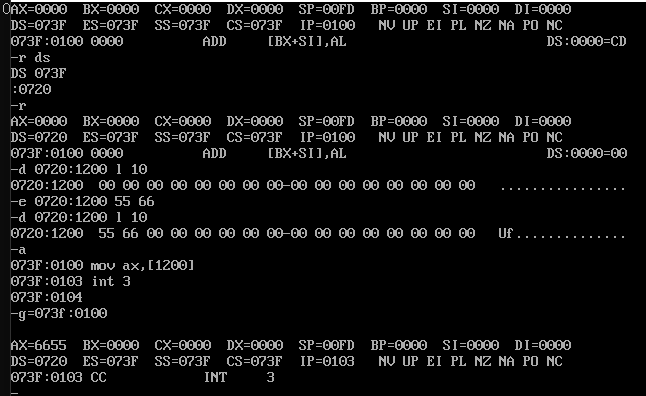 AX=0000 BX=0000 CX=0000 DX=0000 SP=00FD BP=0000 SI=0000 DI=0000
DS=073F ES=073F SS=073F CS=073F IP=0100 NV UP EI PL NZ NA PO NC
073F:0100 0000 ADD [BX+SI],AL DS:0000=CD
-r ds
DS 073F
:0720
-r
AX=0000 BX=0000 CX=0000 DX=0000 SP=00FD BP=0000 SI=0000 DI=0000
DS=0720 ES=073F SS=073F CS=073F IP=0100 NV UP EI PL NZ NA PO NC
073F:0100 0000 ADD [BX+SI],AL DS:0000=00
-d 0720:1200 l 10
0720:1200 00 00 00 00 00 00 00 00-00 00 00 00 00 00 00 00 ................
-e 0720:1200 55 66
-d 0720:1200 l 10
0720:1200 55 66 00 00 00 00 00 00-00 00 00 00 00 00 00 00 Uf..............
-a
073F:0100 mov ax,[1200]
073F:0103 int 3
073F:0104
-g=073f:0100
AX=6655 BX=0000 CX=0000 DX=0000 SP=00FD BP=0000 SI=0000 DI=0000
DS=0720 ES=073F SS=073F CS=073F IP=0103 NV UP EI PL NZ NA PO NC
073F:0103 CC INT 3
-